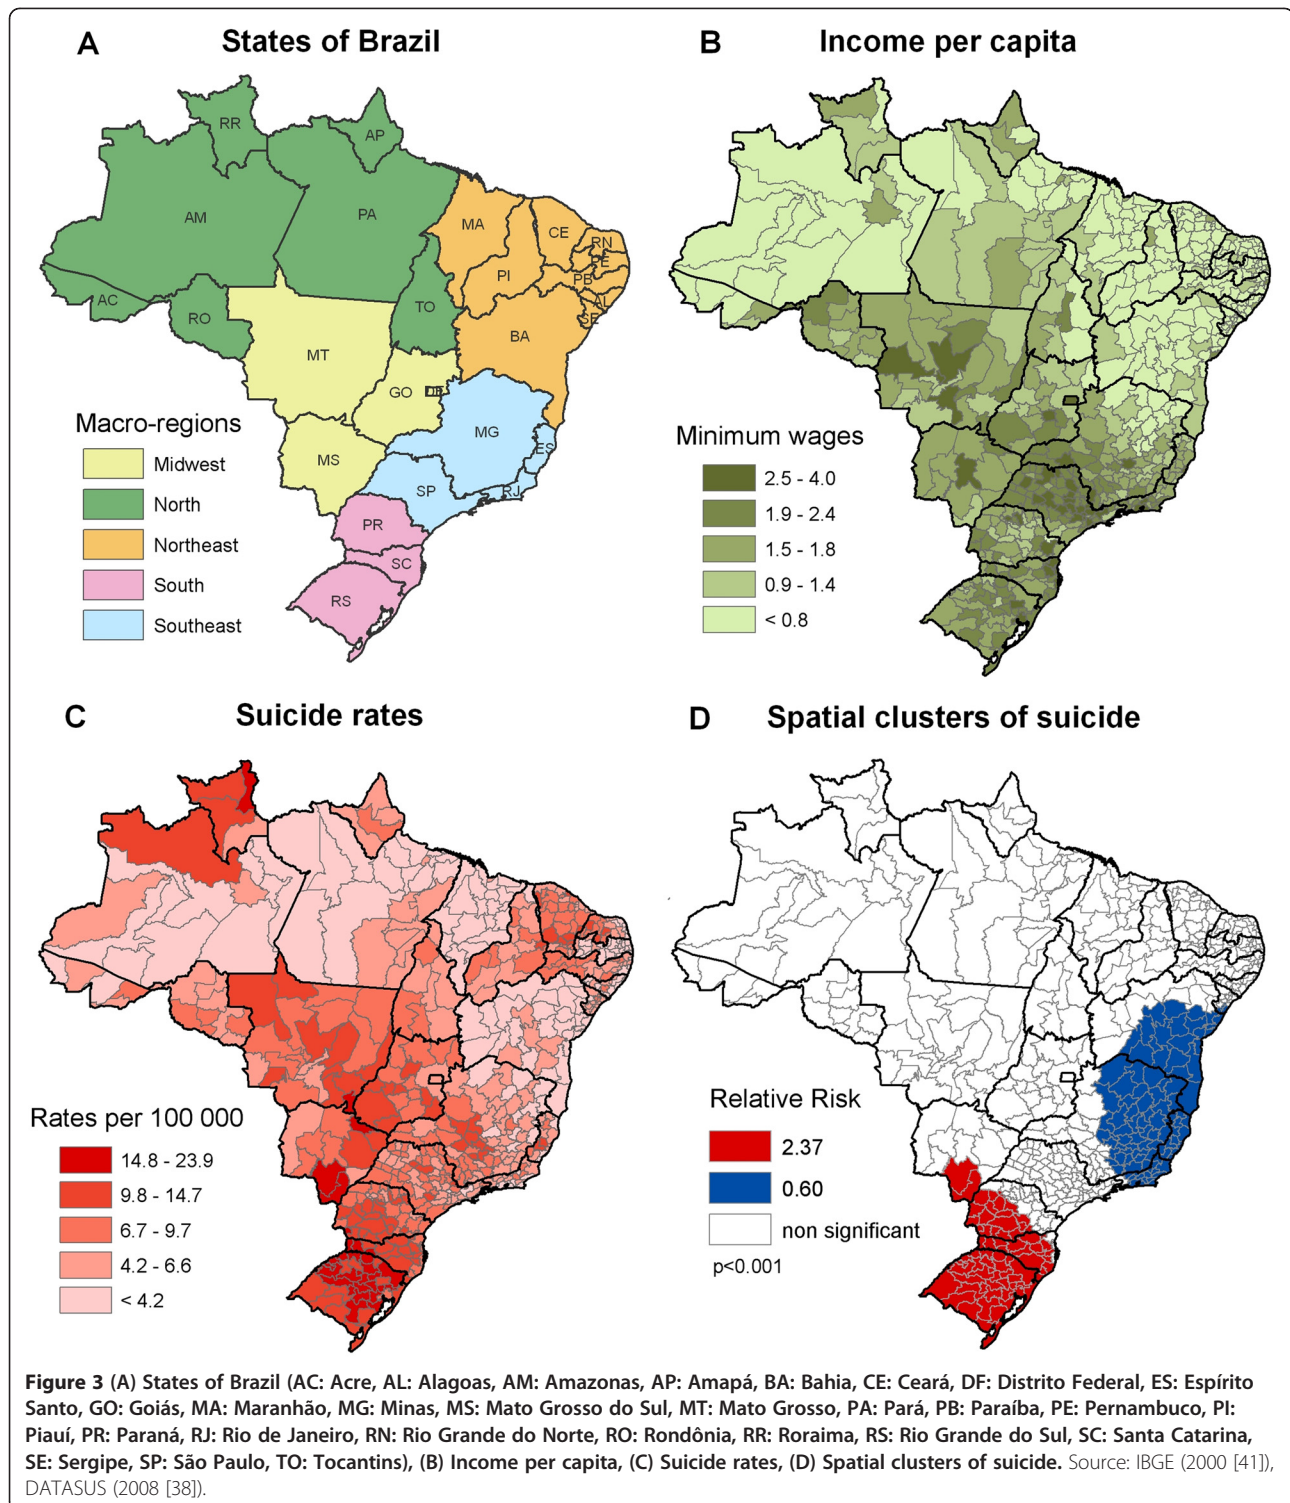 A
States of Brazil
RR
AP
AM
PA
MA
CE
RN
PE
PB
PI
AL
SE
AC
RO
TO
BA
MT
GO
DF
MG
ES
MS
SP
RJ
PR
SC
RS
Macro-regions
Midwest
North
Northeast
South
Southeast
B
Income per capita
Minimum wages
2.5 - 4.0
1.9 - 2.4
1.5 - 1.8
0.9 - 1.4
< 0.8
C
Suicide rates
Rates per 100 000
14.8 - 23.9
9.8 - 14.7
6.7 - 9.7
4.2 - 6.6
< 4.2
D
Spatial clusters of suicide
Relative Risk
2.37
0.60
non significant
p<0.001
Figure 3 (A) States of Brazil (AC: Acre, AL: Alagoas, AM: Amazonas, AP: Amapá, BA: Bahia, CE: Ceará, DF: Distrito Federal, ES: Espírito
Santo, GO: Goiás, MA: Maranhão, MG: Minas, MS: Mato Grosso do Sul, MT: Mato Grosso, PA: Pará, PB: Paraíba, PE: Pernambuco, PI:
Piauí, PR: Paraná, RJ: Rio de Janeiro, RN: Rio Grande do Norte, RO: Rondônia, RR: Roraima, RS: Rio Grande do Sul, SC: Santa Catarina,
SE: Sergipe, SP: São Paulo, TO: Tocantins), (B) Income per capita, (C) Suicide rates, (D) Spatial clusters of suicide. Source: IBGE (2000 [41]),
DATASUS (2008 [38]).